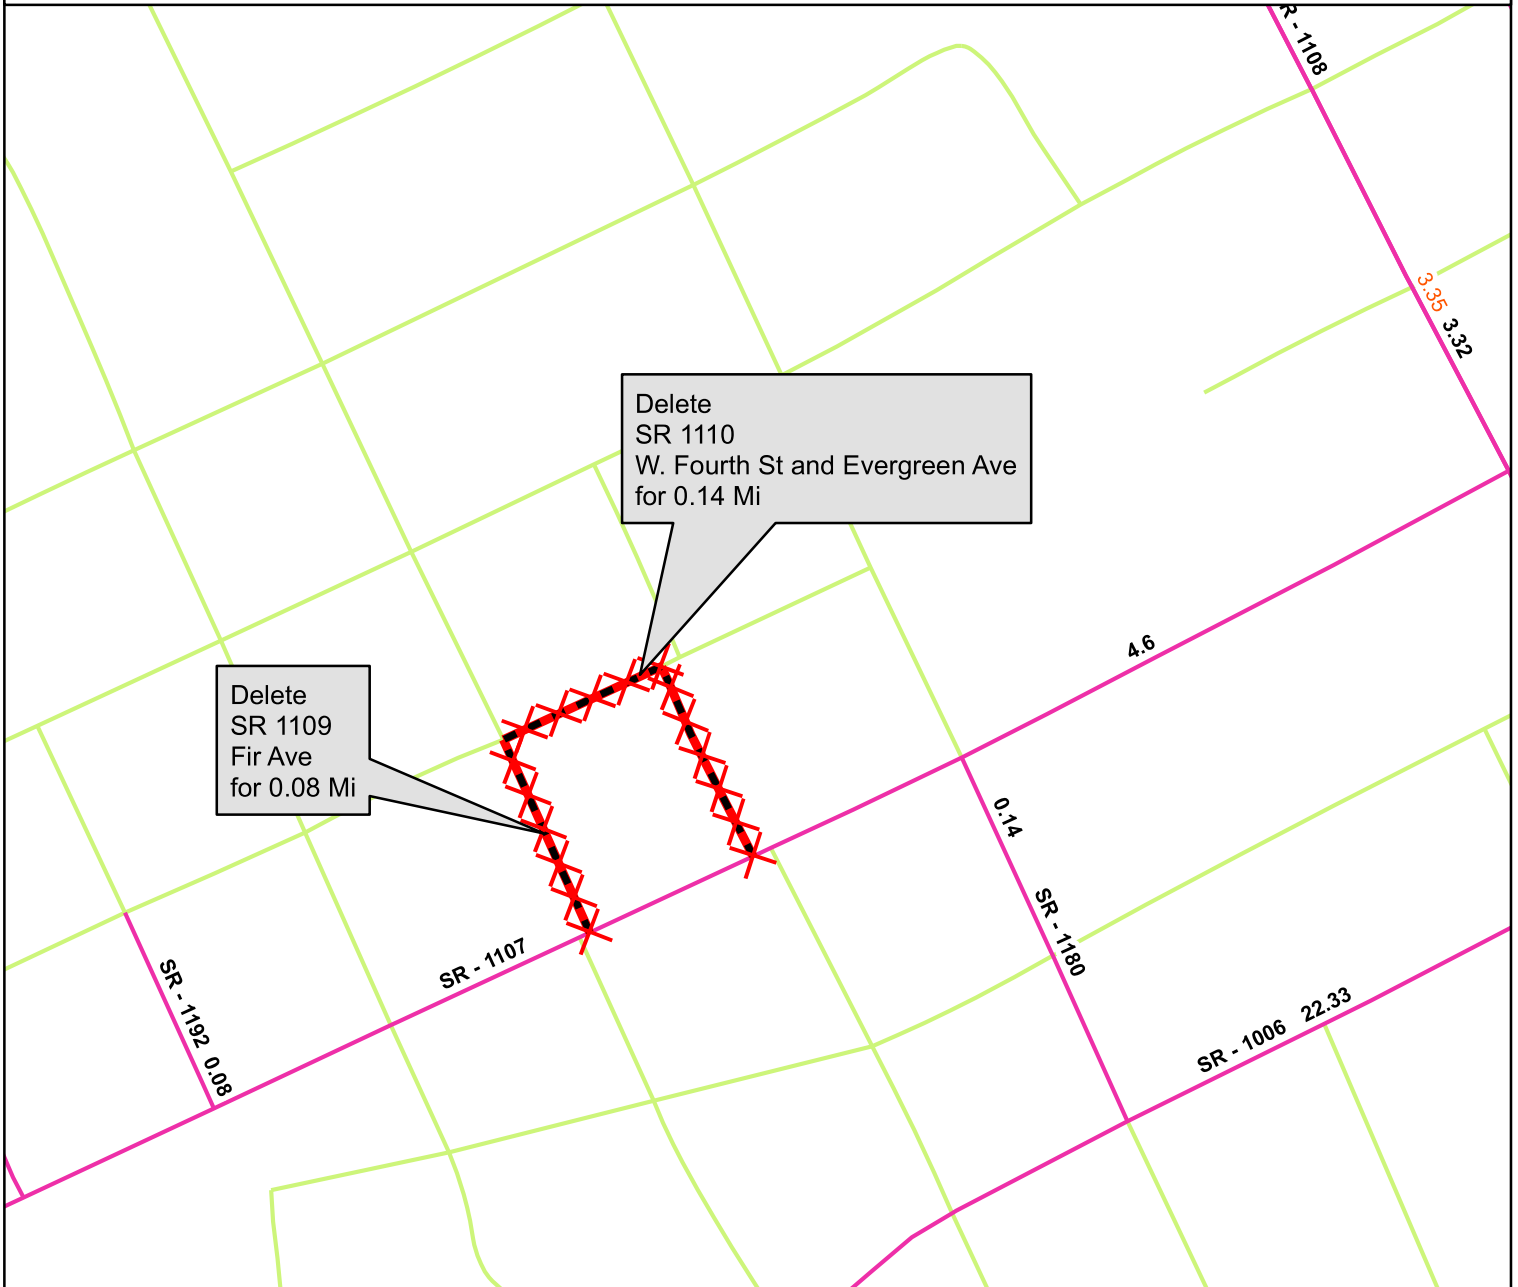 R - 1108
3.35
3.32
Delete
SR 1110
W. Fourth St and Evergreen Ave
for 0.14 Mi
4.6
Delete
SR 1109
Fir Ave
for 0.08 Mi
0.14
SR - 1180
SR - 1107
SR - 1192 0.08
SR - 1006 22.33